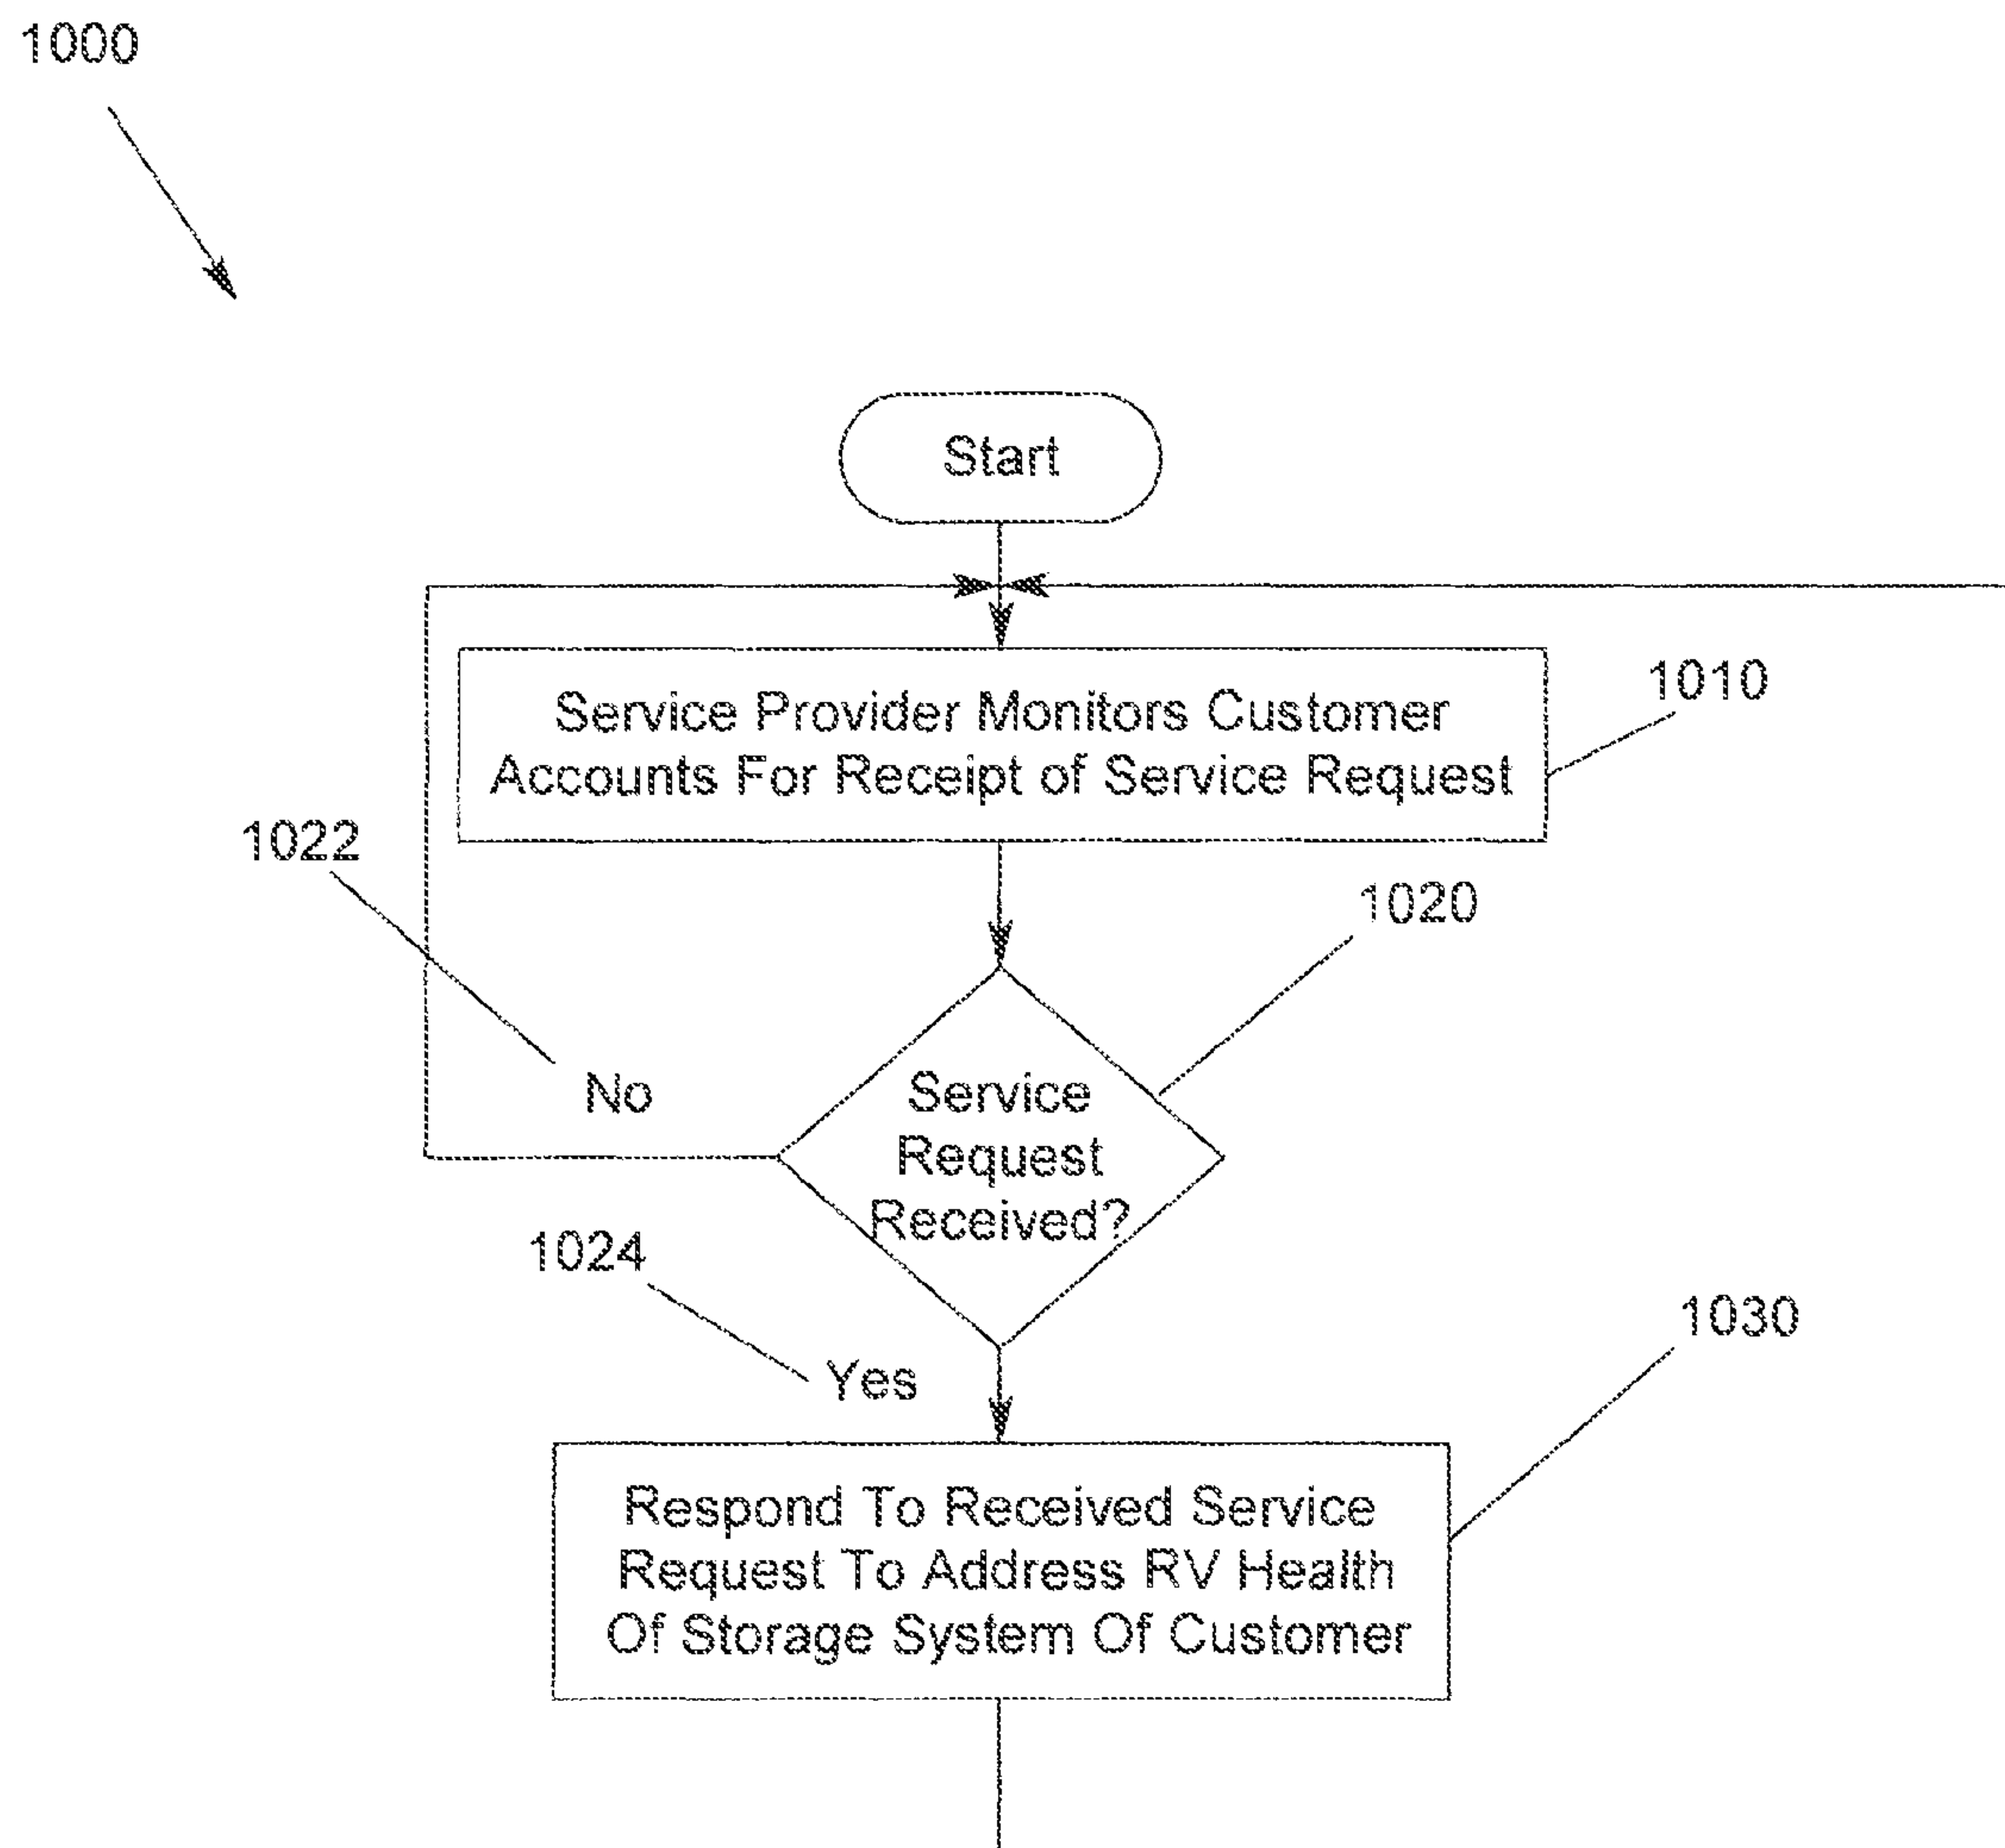 1000
Start
Service Provider Monitors Customer
Accounts For Receipt of Service Request
1010
1022
1020
No
Service
Request
Received?
1024
Yes
1030
Respond To Received Service
Request To Address RV Health
Of Storage System Of Customer